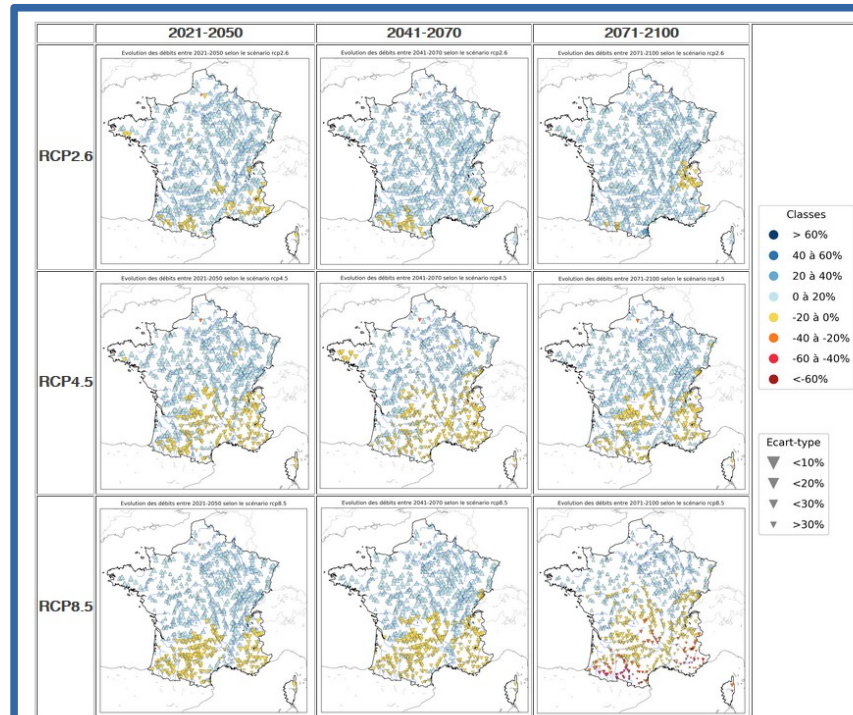 2021-2050
2041-2070
2071-2100
RCP2.6
Evolution des débits entre 2021-2050 selon le scénario rcp2.6
Evolution des débits entre 2041-2070 selon le scénario rcp2.6
Evolution des débits entre 2071-2100 selon le scénario rcp2.6
RCP4.5
Evolution des débits entre 2021-2050 selon le scénario rcp4.5
Evolution des débits entre 2041-2070 selon le scénario rcp4.5
Evolution des débits entre 2071-2100 selon le scénario rcp4.5
RCP8.5
Evolution des débits entre 2021-2050 selon le scénario rcp8.5
Evolution des débits entre 2041-2070 selon le scénario rcp8.5
Evolution des débits entre 2071-2100 selon le scénario rcp8.5
Classes
> 60%
40 à 60%
20 à 40%
0 à 20%
-20 à 0%
-40 à -20%
-60 à -40%
<-60%
Ecart-type
<10%
<20%
<30%
>30%